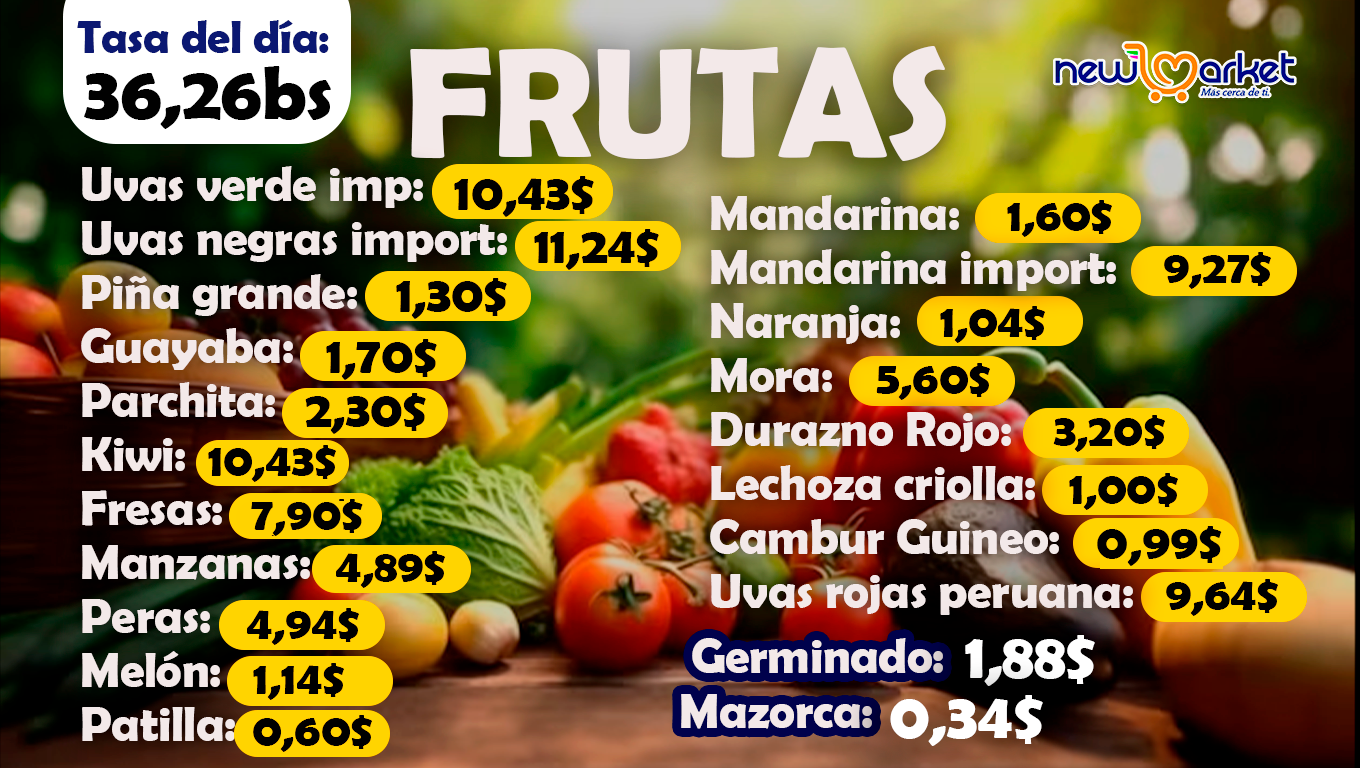 Tasa del día:
36,26bs
FRUTAS
new market
Más cerca de ti.
Uvas verde imp: 10,43$
Uvas negras import: 11,24$
Piña grande: 1,30$
Guayaba: 1,70$
Parchita: 2,30$
Kiwi: 10,43$
Fresas: 7,90$
Manzanas: 4,89$
Peras: 4,94$
Melón: 1,14$
Patilla: 0,60$
Mandarina: 1,60$
Mandarina import: 9,27$
Naranja: 1,04$
Mora: 5,60$
Durazno Rojo: 3,20$
Lechoza criolla: 1,00$
Cambur Guineo: 0,99$
Uvas rojas peruana: 9,64$
Germinado: 1,88$
Mazorca: 0,34$